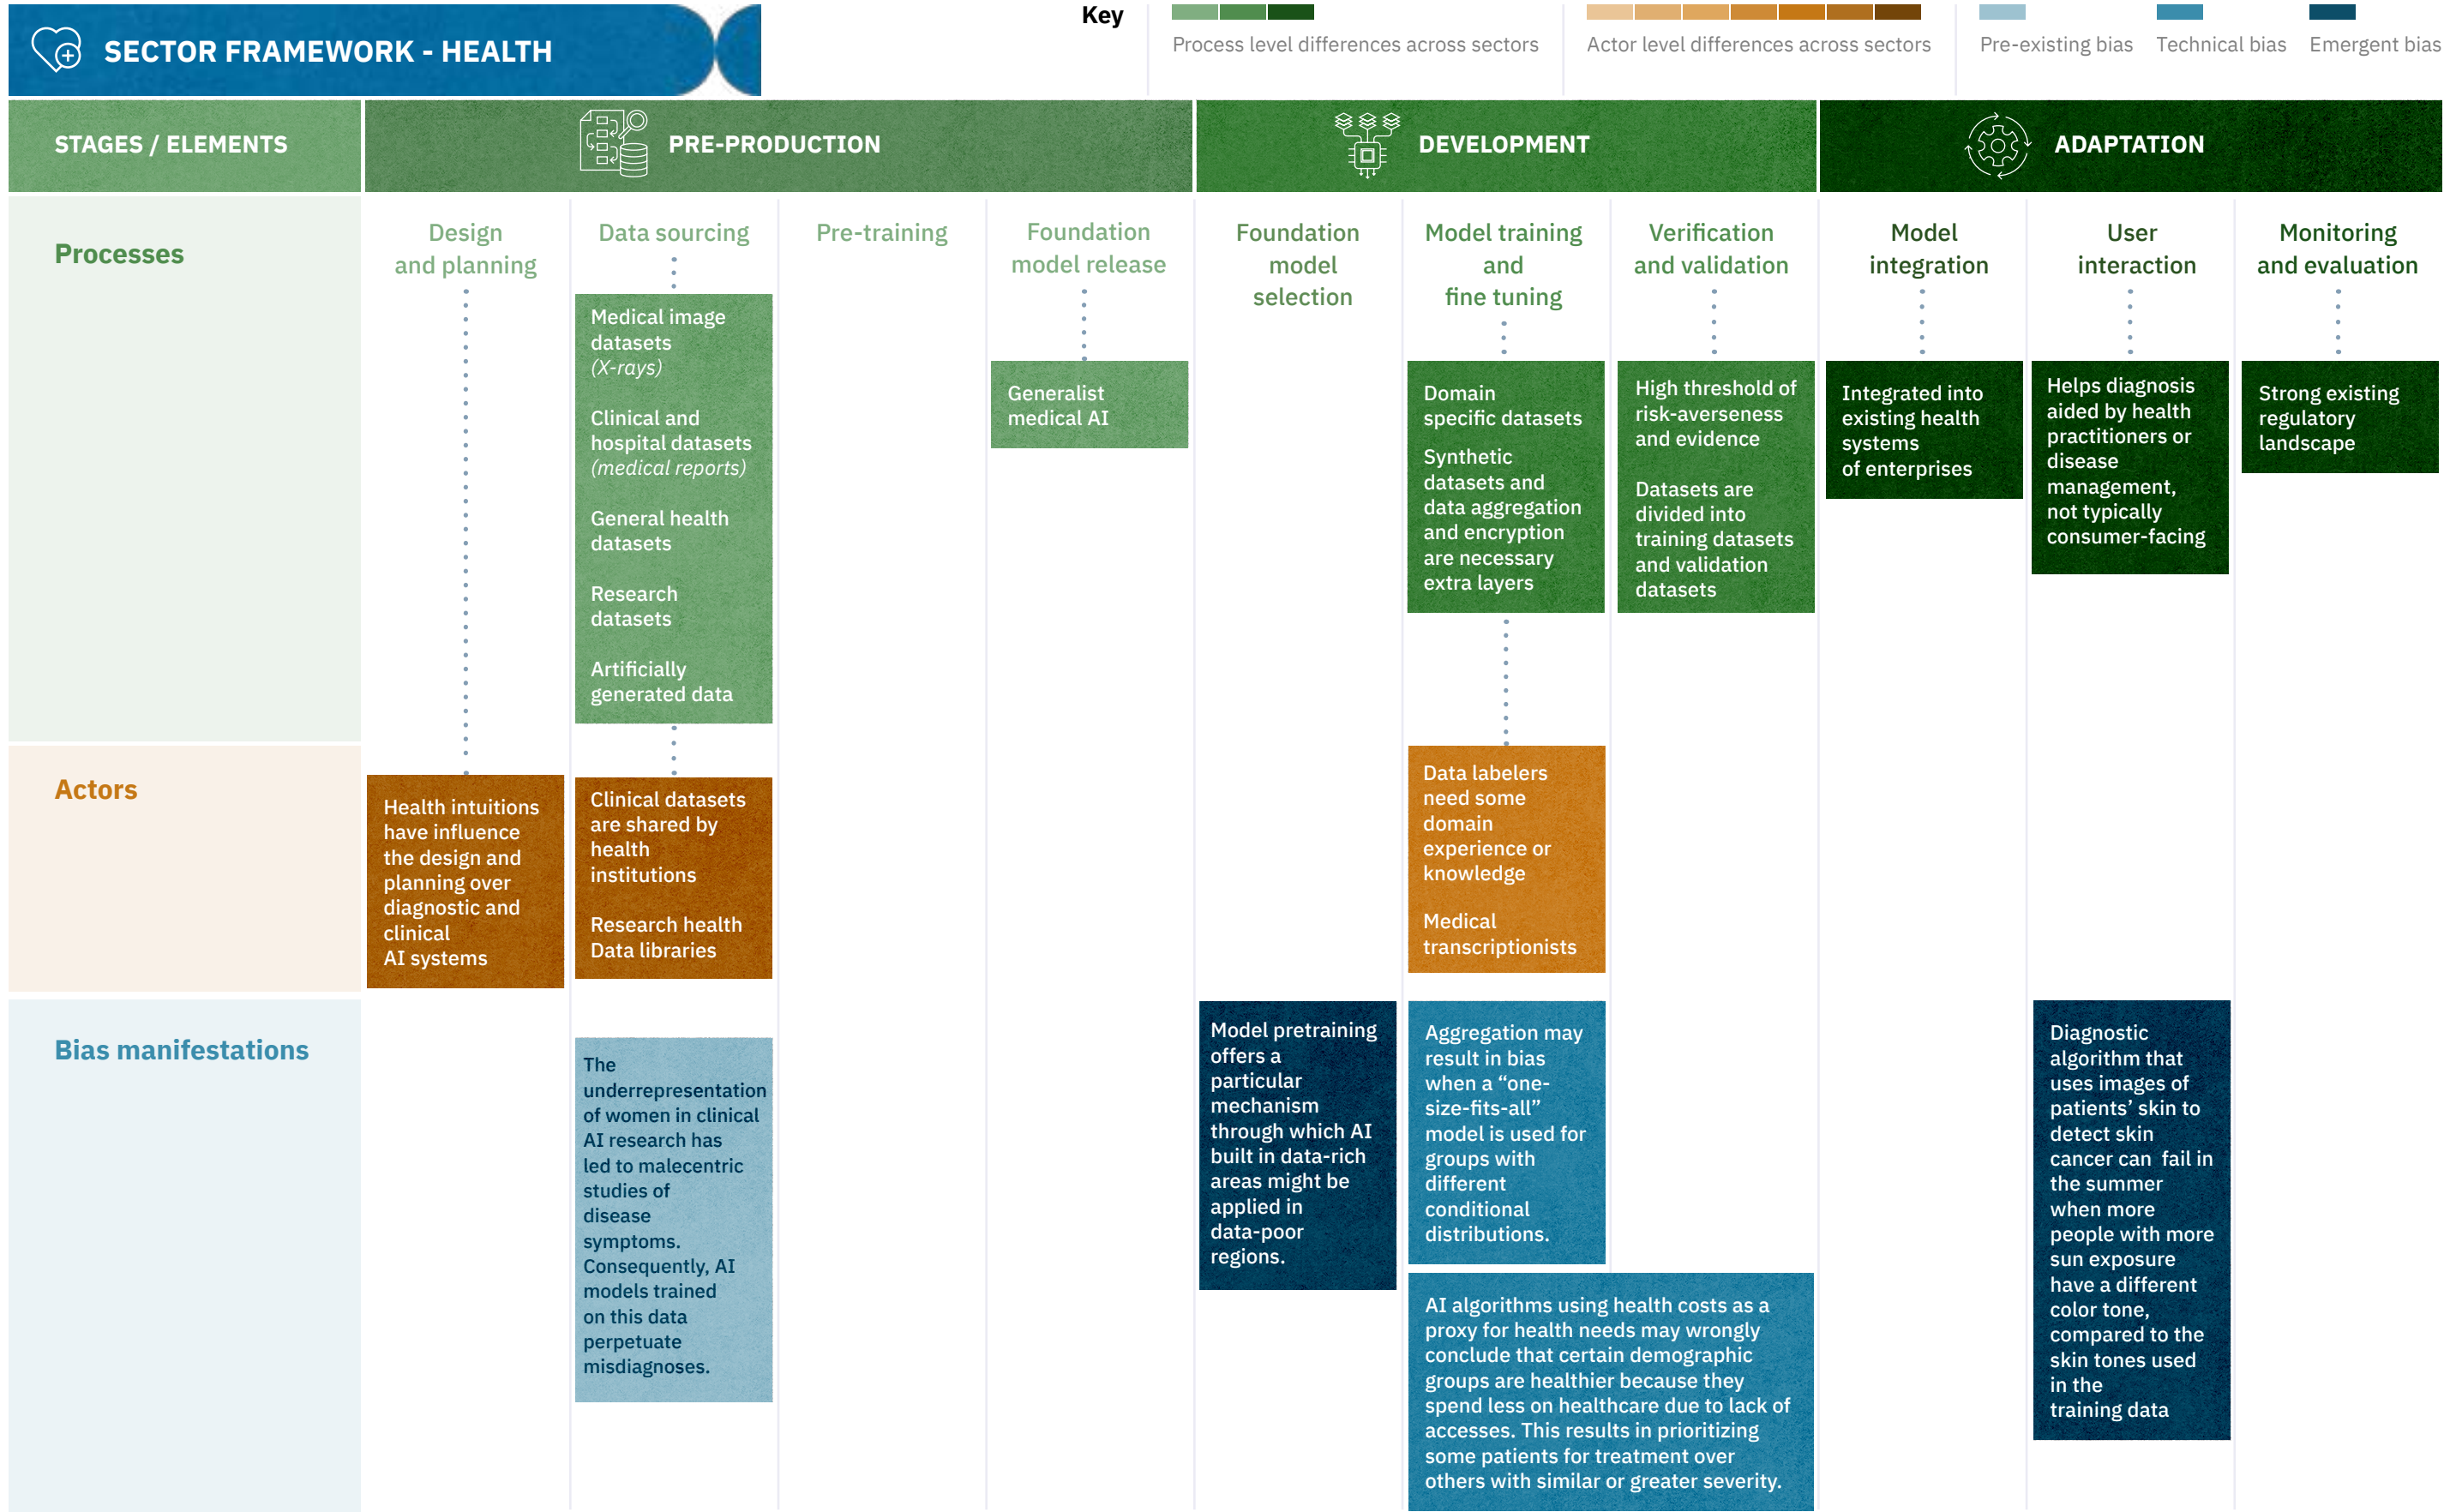 SECTOR FRAMEWORK - HEALTH
Key
Process level differences across sectors
Actor level differences across sectors
Pre-existing bias
Technical bias
Emergent bias
STAGES / ELEMENTS
PRE-PRODUCTION
DEVELOPMENT
ADAPTATION
Processes
Design
and planning
Data sourcing
Medical image
datasets
(X-rays)
Clinical and
hospital datasets
(medical reports)
General health
datasets
Research
datasets
Artificially
generated data
Pre-training
Foundation
model release
Generalist
medical AI
Foundation
model
selection
Model training
and
fine tuning
Domain
specific datasets
Synthetic
datasets and
data aggregation
and encryption
are necessary
extra layers
Verification
and validation
High threshold of
risk-averseness
and evidence
Datasets are
divided into
training datasets
and validation
datasets
Model
integration
Integrated into
existing health
systems
of enterprises
User
interaction
Helps diagnosis
aided by health
practitioners or
disease
management,
not typically
consumer-facing
Monitoring
and evaluation
Strong existing
regulatory
landscape
Actors
Health intuitions
have influence
the design and
planning over
diagnostic and
clinical
AI systems
Clinical datasets
are shared by
health
institutions
Research health
Data libraries
Data labelers
need some
domain
experience or
knowledge
Medical
transcriptionists
Bias manifestations
The
underrepresentation
of women in clinical
AI research has
led to malecentric
studies of
disease
symptoms.
Consequently, AI
models trained
on this data
perpetuate
misdiagnoses.
Model pretraining
offers a
particular
mechanism
through which AI
built in data-rich
areas might be
applied in
data-poor
regions.
Aggregation may
result in bias
when a “one-
size-fits-all”
model is used for
groups with
different
conditional
distributions.
AI algorithms using health costs as a
proxy for health needs may wrongly
conclude that certain demographic
groups are healthier because they
spend less on healthcare due to lack of
accesses. This results in prioritizing
some patients for treatment over
others with similar or greater severity.
Diagnostic
algorithm that
uses images of
patients’ skin to
detect skin
cancer can fail in
the summer
when more
people with more
sun exposure
have a different
color tone,
compared to the
skin tones used
in the
training data